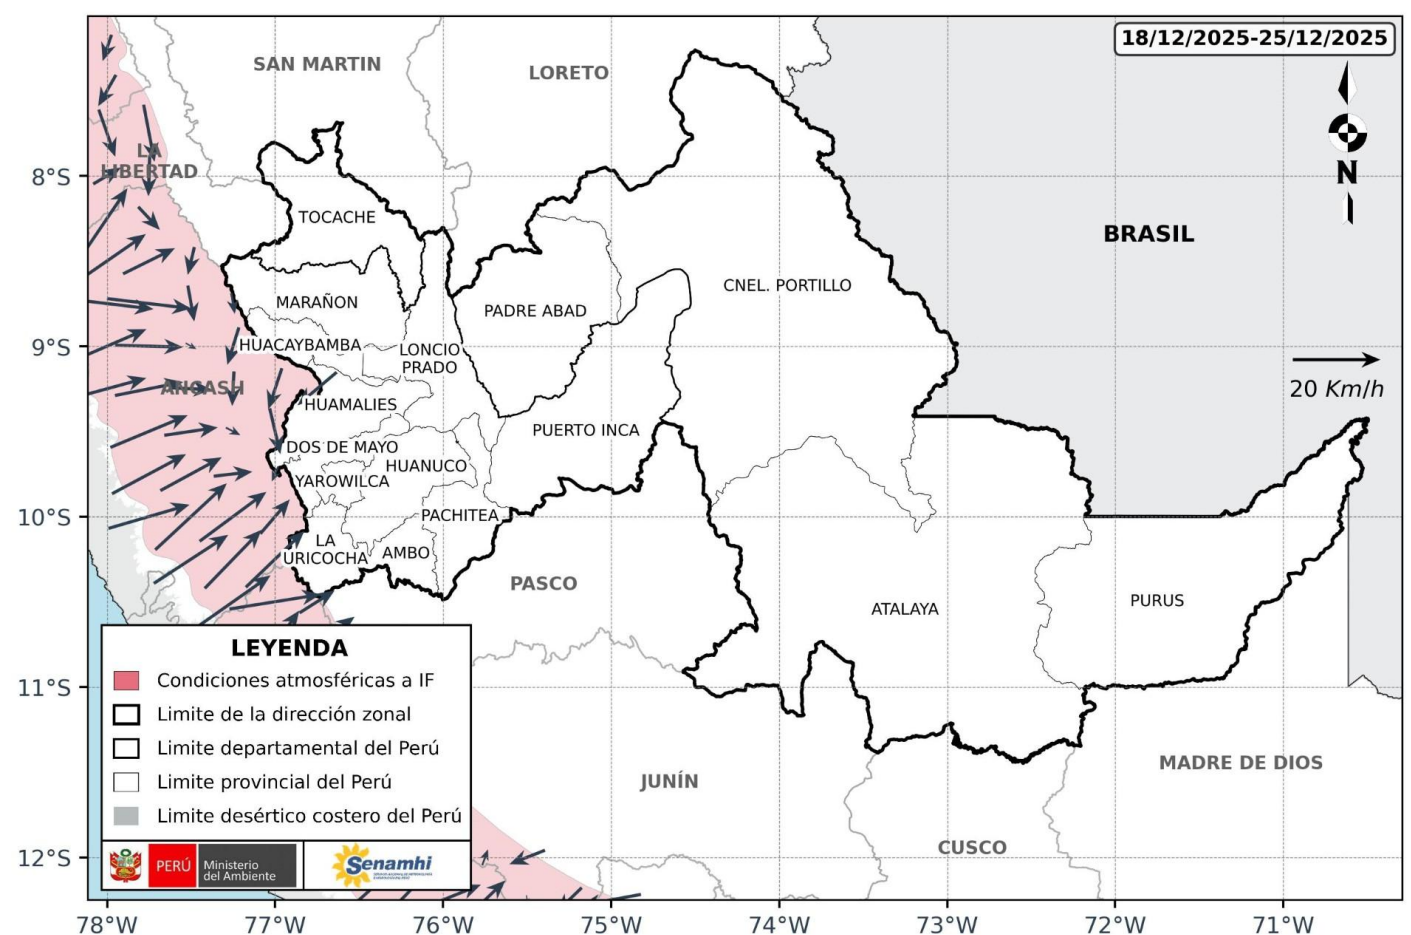 18/12/2025-25/12/2025
SAN MARTIN
LORETO
LA
LIBERTAD
N
8°S
TOCACHE
BRASIL
CNEL. PORTILLO
MARAÑON
PADRE ABAD
9°S
HUACAYBAMBA
LONCIO
PRADO
20 Km/h
ANCASH
HUAMALIES
PUERTO INCA
DOS DE MAYO
HUANUCO
YAROWILCA
10°S
PACHITEA
LA
URICOCHA
AMBO
PASCO
ATALAYA
PURUS
LEYENDA
Condiciones atmosféricas a IF
11°S
Limite de la dirección zonal
Limite departamental del Perú
Limite provincial del Perú
Limite desértico costero del Perú
JUNÍN
MADRE DE DIOS
CUSCO
12°S
PERÚ
Ministerio
del Ambiente
Senamhi
78°W
77°W
76°W
75°W
74°W
73°W
72°W
71°W